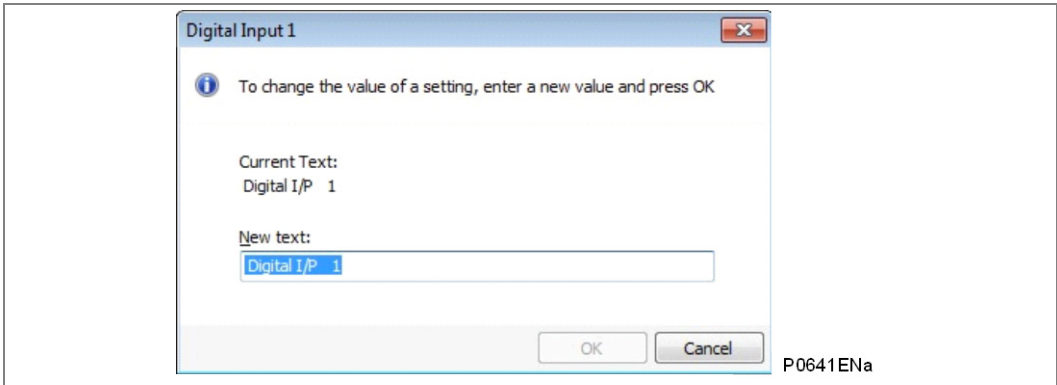 Digital Input 1
To change the value of a setting, enter a new value and press OK
Current Text:
Digital I/P   1
New text:
Digital I/P   1
OK
Cancel
P0641ENa